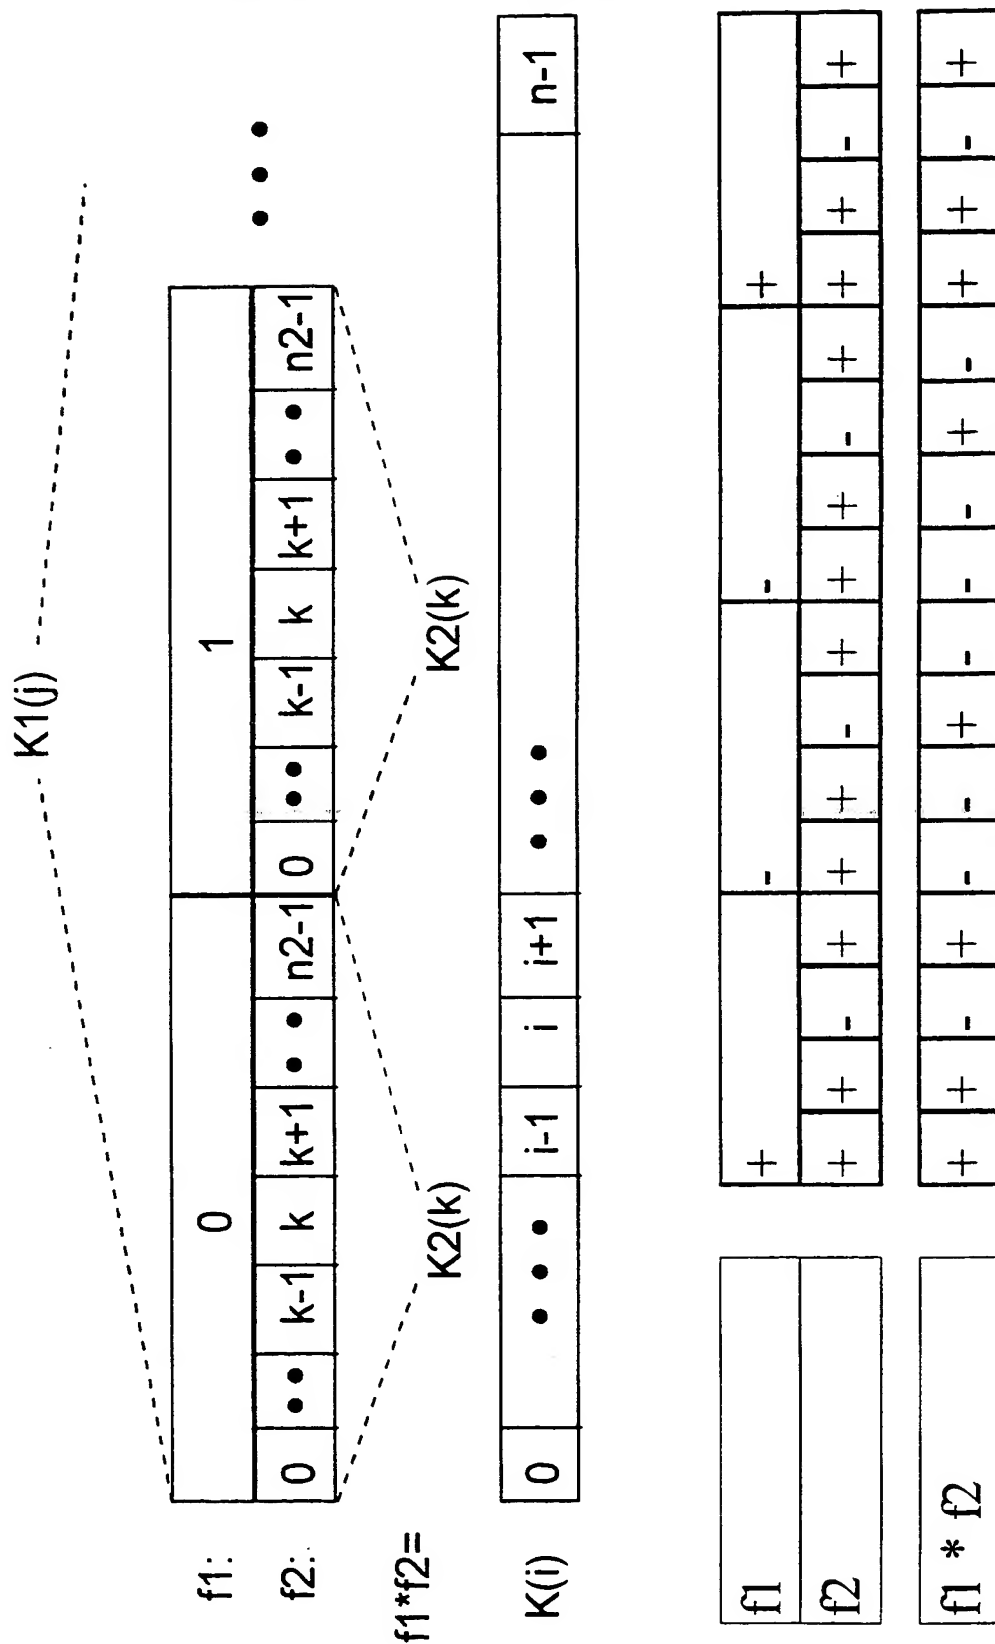 K1(j)
f1: 0 1 •••
f2: 0 •• k-1 k k+1 •• n2-1 0 •• k-1 k k+1 •• n2-1
f1*f2=
K2(k) K2(k)
K(i) 0 ••• i-1 i i+1 ••• n-1
f1 + - - +
f2 + + - + + + - + + + - + + + - +
f1 * f2 + + - + - - + - - - + - + + - +